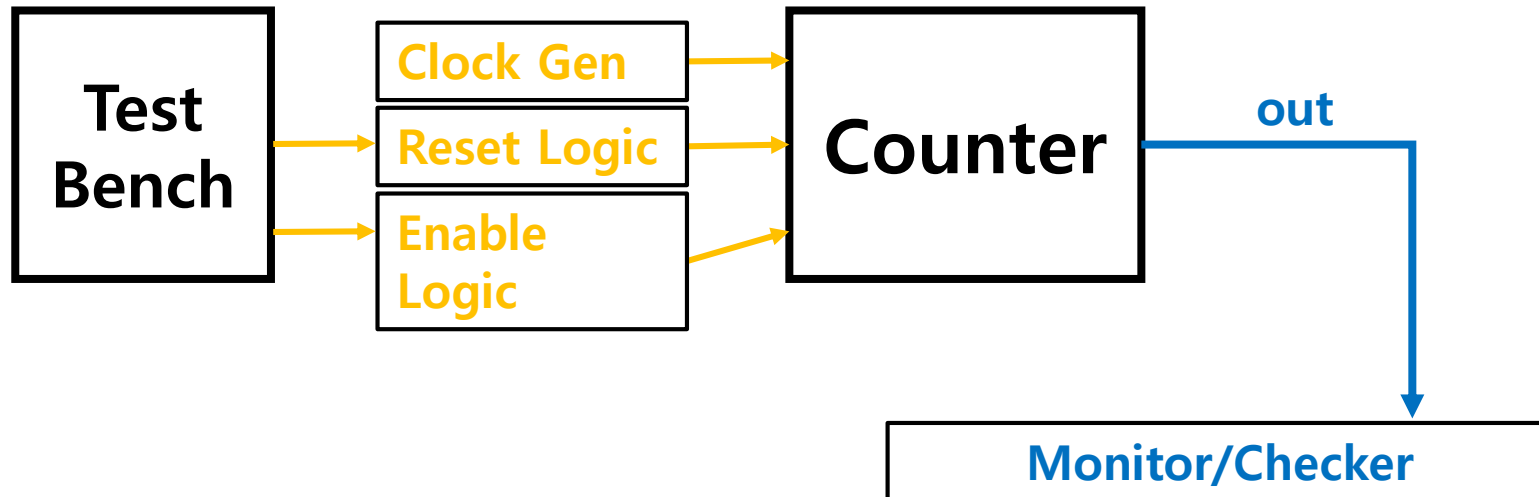 Test
Bench
Clock Gen
Reset Logic
Enable
Logic
Counter
out
Monitor/Checker